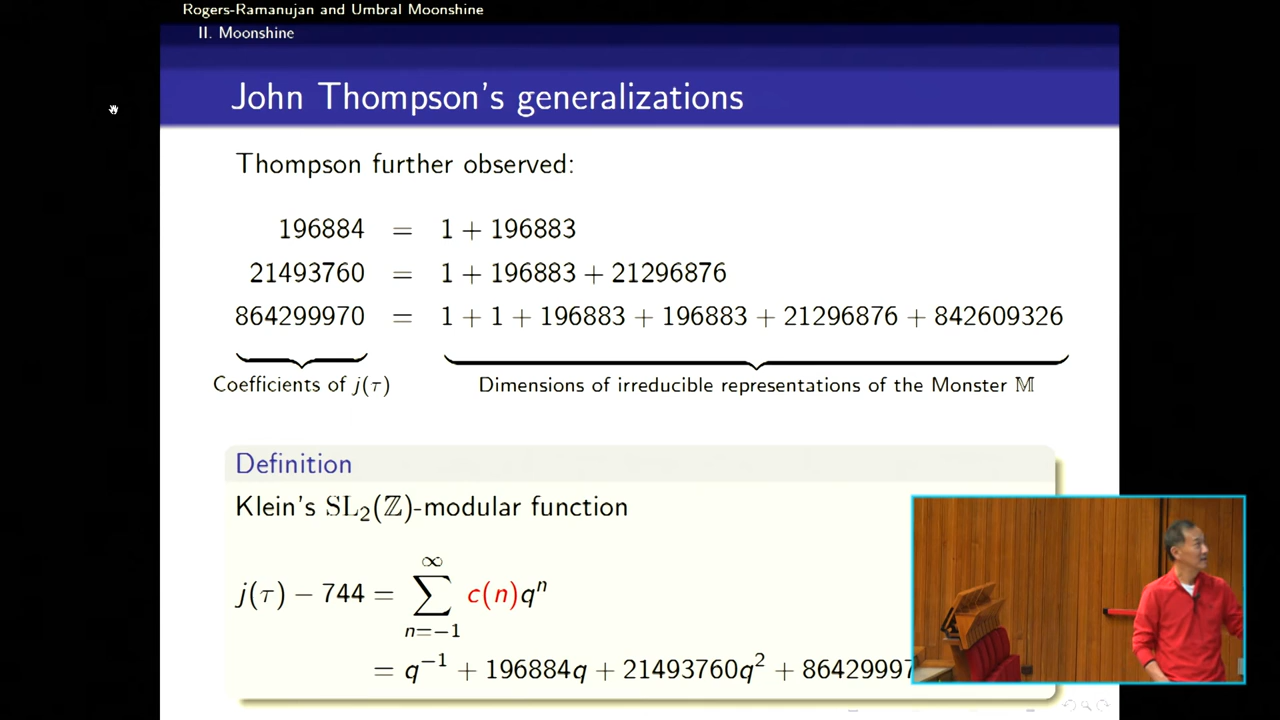 Rogers-Ramanujan and Umbral Moonshine
II. Moonshine
John Thompson's generalizations
Thompson further observed:
196884 = 1 + 196883
21493760 = 1 + 196883 + 21296876
864299970 = 1 + 1 + 196883 + 196883 + 21296876 + 842609326
Coefficients of j(τ)
Dimensions of irreducible representations of the Monster 𝕄
Definition
Klein's SL₂(ℤ)-modular function
j(τ) − 744 = ∑_{n=−1}^{∞} c(n)qⁿ
= q⁻¹ + 196884q + 21493760q² + 86429997